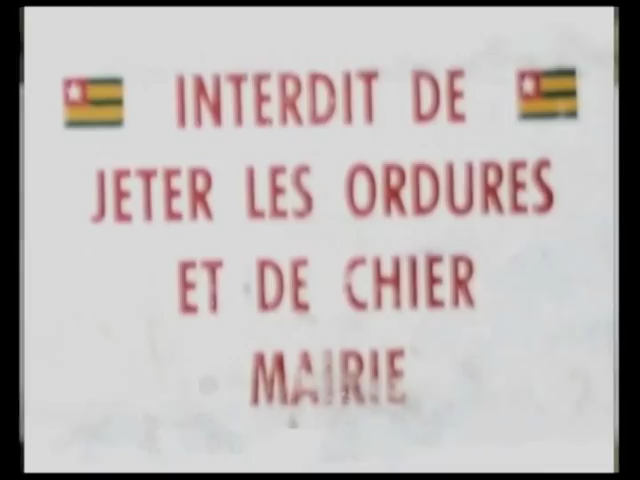 INTERDIT DE
JETER LES ORDURES
ET DE CHIER
MAIRIE